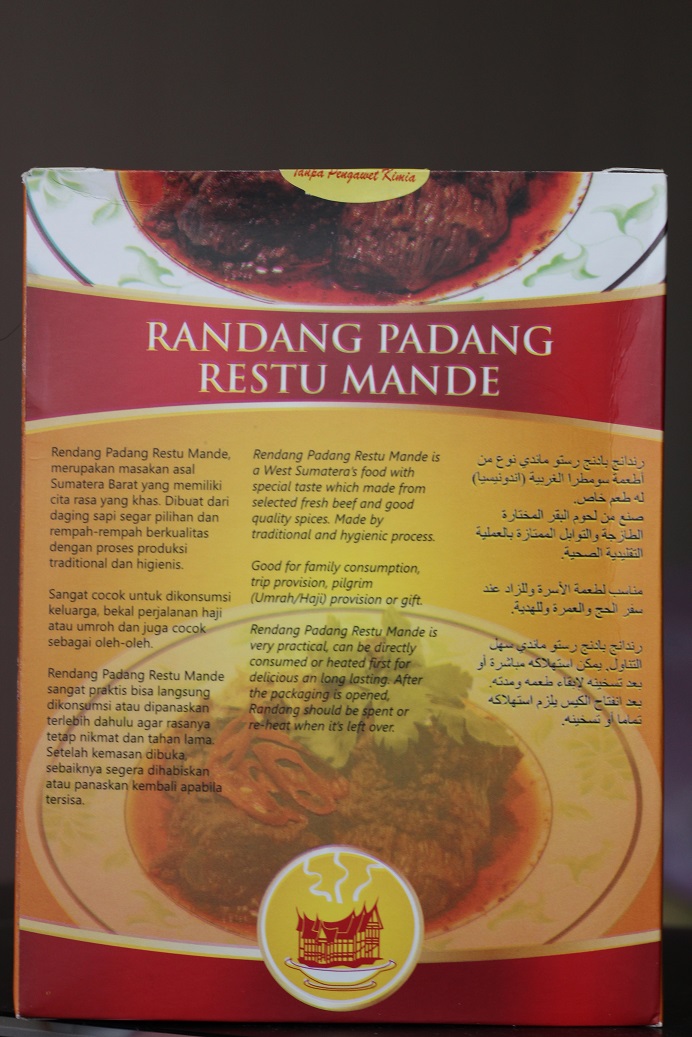 Tanpa Pengawet Kimia
RANDANG PADANG
RESTU MANDE
Rendang Padang Restu Mande,
merupakan masakan asal
Sumatera Barat yang memiliki
cita rasa yang khas. Dibuat dari
daging sapi segar pilihan dan
rempah-rempah berkualitas
dengan proses produksi
traditional dan higienis.
Sangat cocok untuk dikonsumsi
keluarga, bekal perjalanan haji
atau umroh dan juga cocok
sebagai oleh-oleh.
Rendang Padang Restu Mande
sangat praktis bisa langsung
dikonsumsi atau dipanaskan
terlebih dahulu agar rasanya
tetap nikmat dan tahan lama.
Setelah kemasan dibuka,
sebaiknya segera dihabiskan
atau panaskan kembali apabila
tersisa.
Rendang Padang Restu Mande is
a West Sumatera's food with
special taste which made from
selected fresh beef and good
quality spices. Made by
traditional and hygienic process.
Good for family consumption,
trip provision, pilgrim
(Umrah/Haji) provision or gift.
Rendang Padang Restu Mande is
very practical, can be directly
consumed or heated first for
delicious an long lasting. After
the packaging is opened,
Randang should be spent or
re-heat when it's left over.
رندانج بادنج رستو ماندي نوع من
أطعمة سومطرا الغربية (اندونيسيا)
له طعم خاص.
صنع من لحوم البقر المختارة
الطازجة والتوابل الممتازة بالعملية
التقليدية الصحية.
مناسب لطعمة الأسرة وللزاد عند
سفر الحج والعمرة وللهدية.
رندانج بادنج رستو ماندي سهل
التناول. يمكن استهلاكه مباشرة أو
بعد تسخينه لابقاء طعمه ومدته.
بعد انفتاح الكيس يلزم استهلاكه
تماما أو تسخينه.